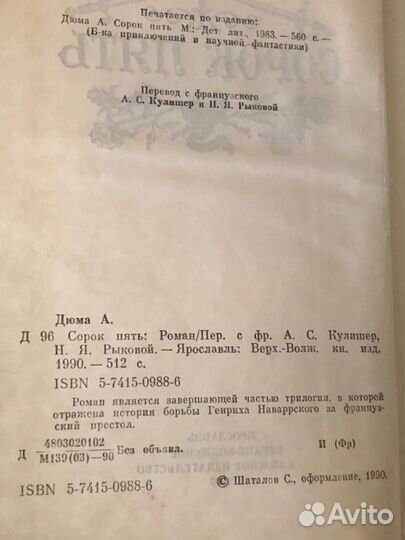 Печатается по изданию:
Дюма А. Сорок пять М.: Дет лит., 1983. — 560 с. —
(Б-ка приключений и научной фантастики)
Перевод с французского
А. С. Кулишер и Н. Я. Рыковой
Дюма А.
Д 96 Сорок пять: Роман/Пер. с фр. А. С. Кулишер,
Н. Я. Рыковой. — Ярославль: Верх.-Волж. кн. изд.
1990. — 512 с.
ISBN 5-7415-0988-6
Роман является завершающей частью трилогии, в которой
отражена история борьбы Генриха Наваррского за французский
престол.
Д 4803020102
М139(03)—90 Без объявл. И (Фр)
ISBN 5-7415-0988-6
© Шаталов С., оформление, 1990.
Avito